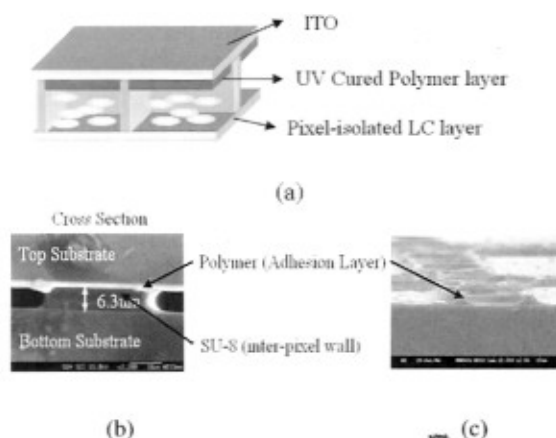 ITO
UV Cured Polymer layer
Pixel-isolated LC layer
(a)
Cross Section
Top Substrate
Polymer (Adhesion Layer)
6.3um
SU-8 (inter-pixel wall)
Bottom Substrate
(b)
(c)